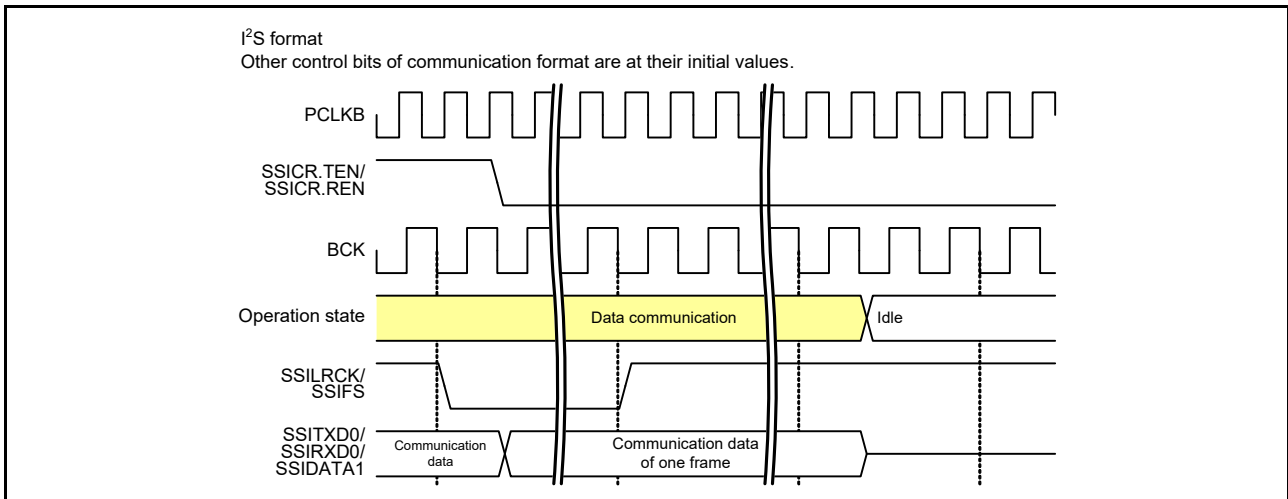 I²S format
Other control bits of communication format are at their initial values.
PCLKB
SSICR.TEN/
SSICR.REN
BCK
Operation state
Data communication
Idle
SSILRCK/
SSIFS
SSITXD0/
SSIRXD0/
SSIDATA1
Communication
data
Communication data
of one frame